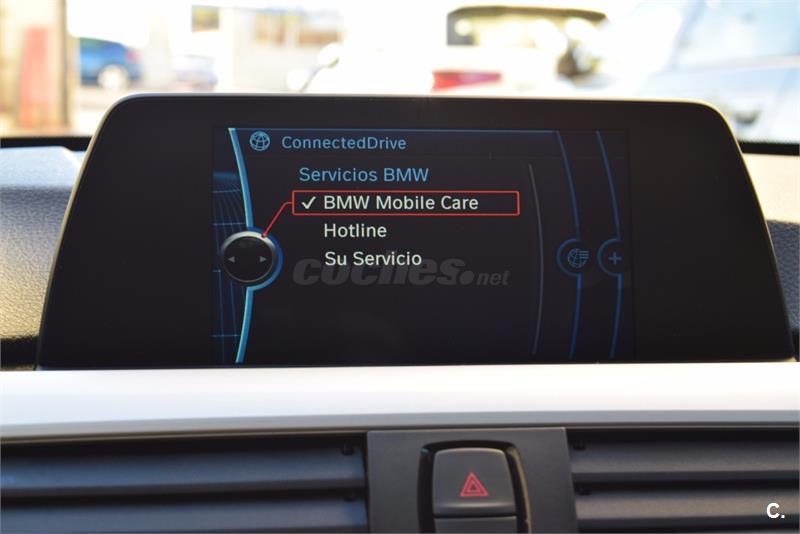 ConnectedDrive
Servicios BMW
✓ BMW Mobile Care
Hotline
Su Servicio
coches.net
C.